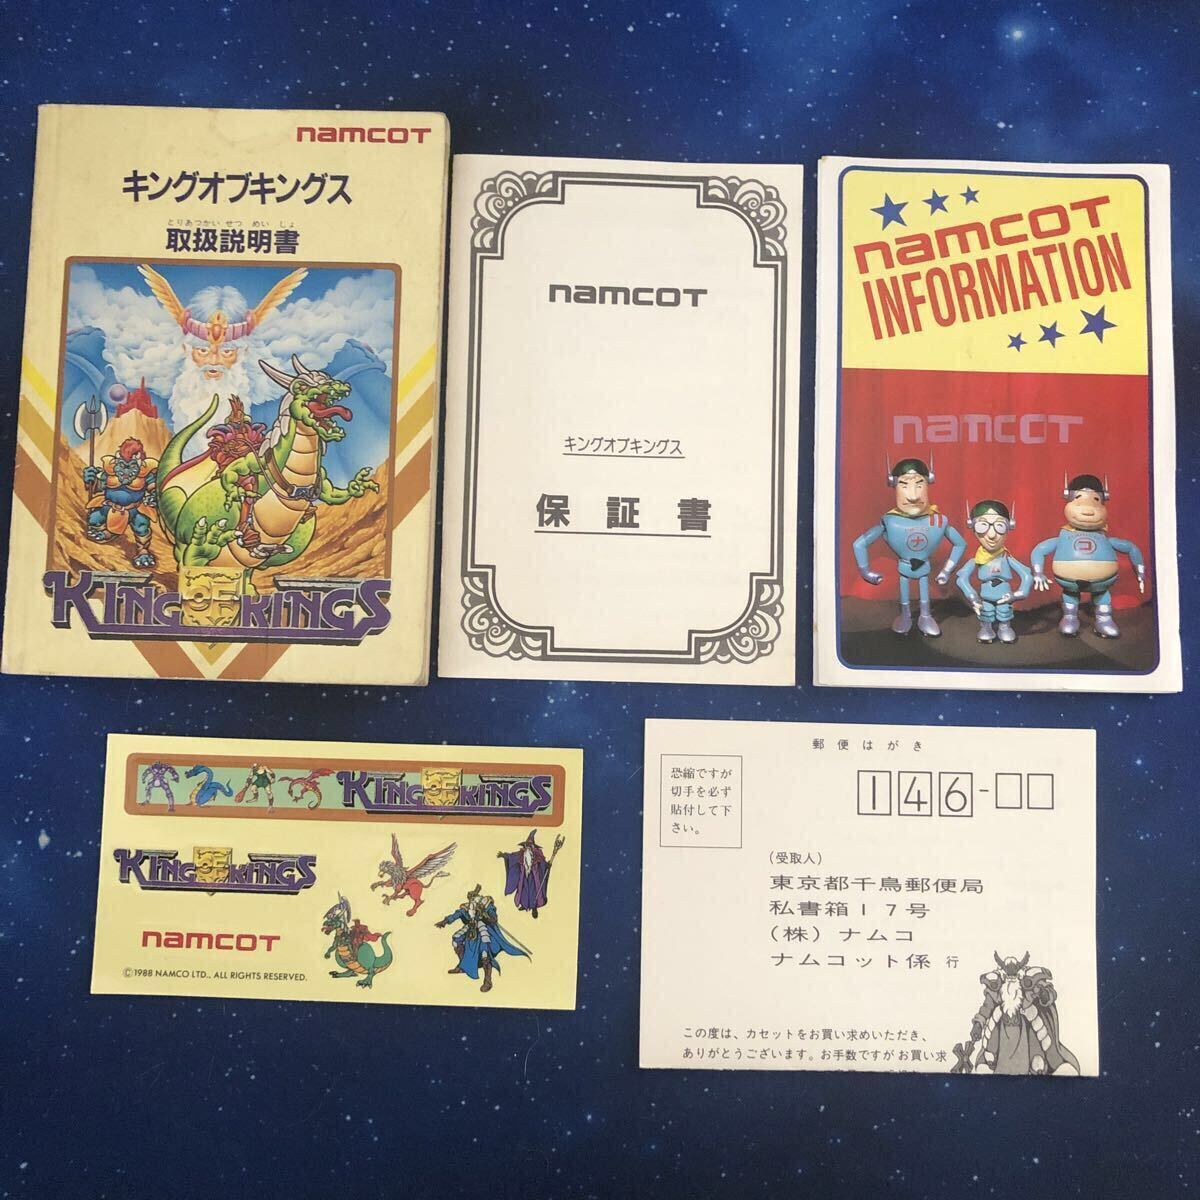 namcot
キングオブキングス
とりあつかい せつ めい しょ
取扱説明書
KING OF KINGS
namcot
キングオブキングス
保証書
namcot
INFORMATION
namcot
ナ
コ
KING OF KINGS
KING OF KINGS
namcot
©1988 NAMCO LTD., ALL RIGHTS RESERVED.
郵便はがき
恐縮ですが
切手を必ず
貼付して下
さい。
146-
(受取人)
東京都千鳥郵便局
私書箱17号
(株)ナムコ
ナムコット係 行
この度は、カセットをお買い求めいただき、
ありがとうございます。お手数ですがお買い求